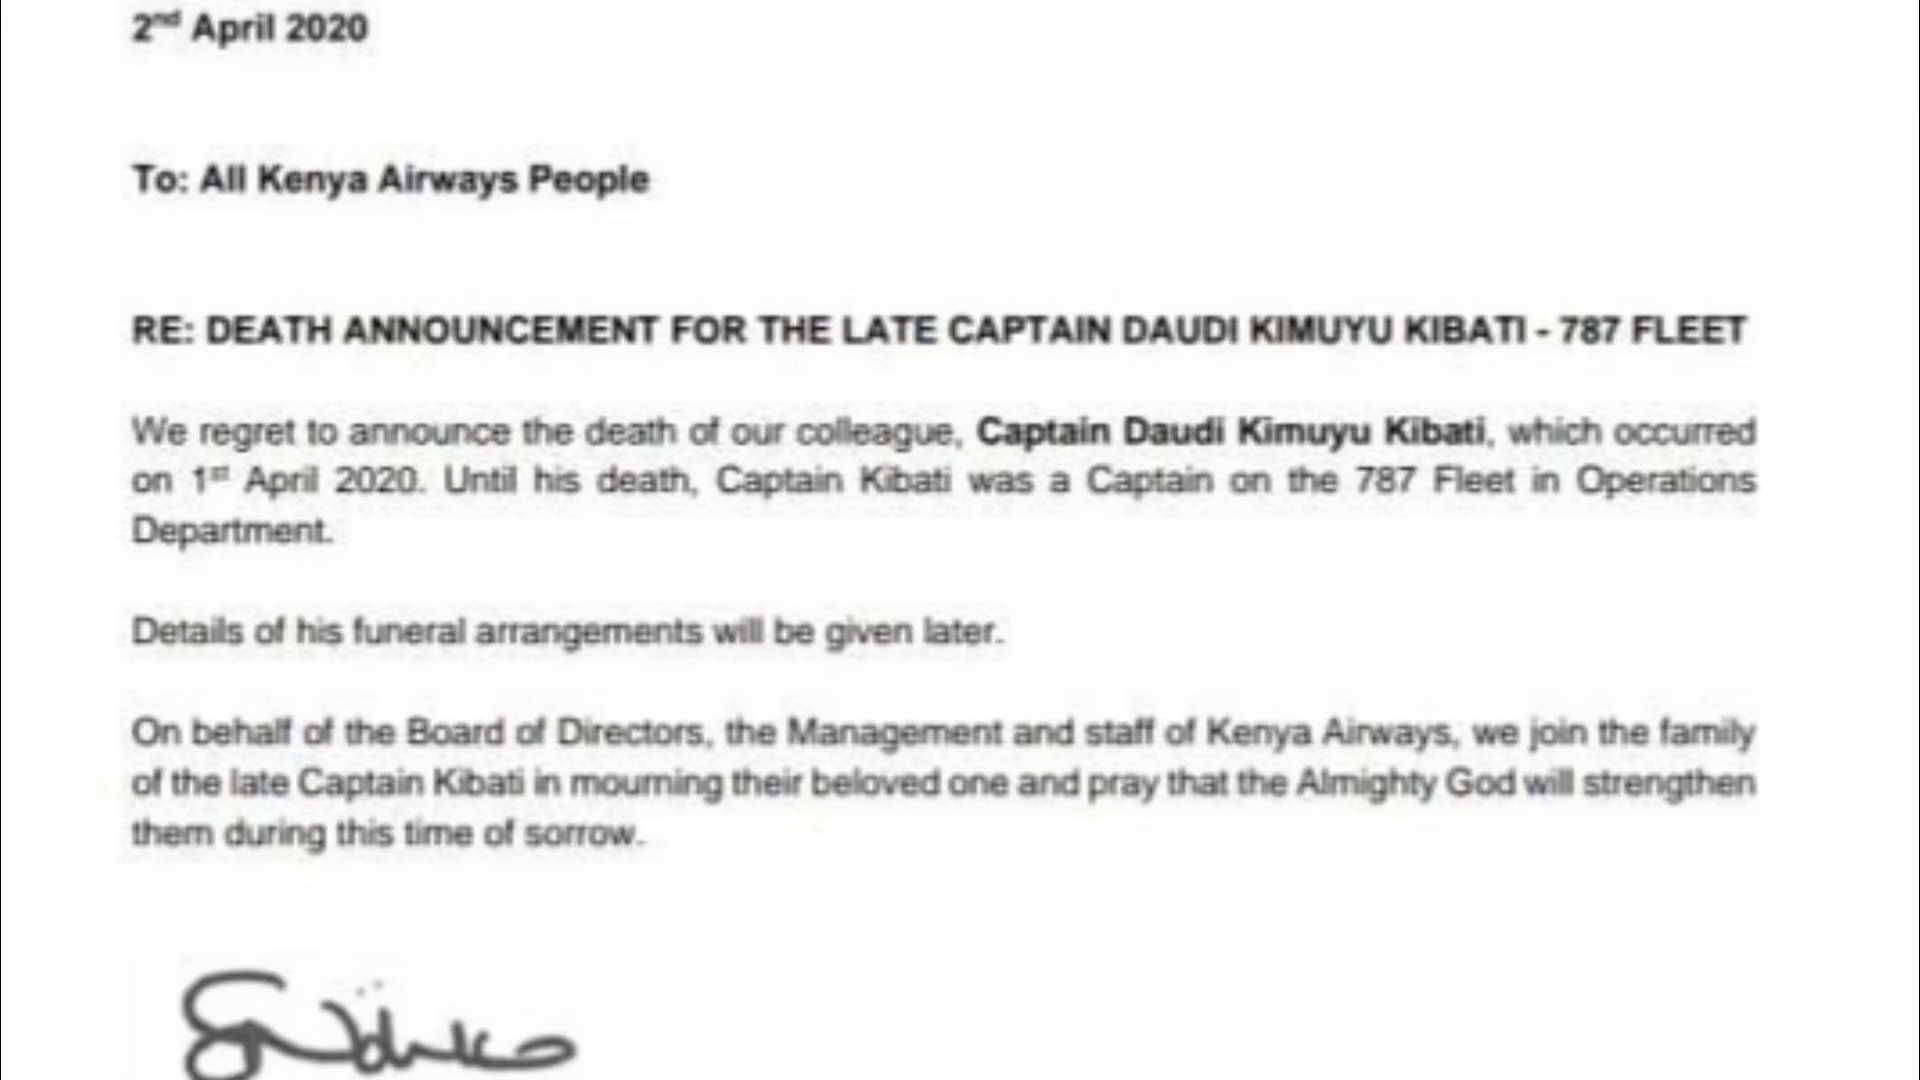 2nd April 2020
To: All Kenya Airways People
RE: DEATH ANNOUNCEMENT FOR THE LATE CAPTAIN DAUDI KIMUYU KIBATI - 787 FLEET
We regret to announce the death of our colleague, Captain Daudi Kimuyu Kibati, which occurred
on 1st April 2020. Until his death, Captain Kibati was a Captain on the 787 Fleet in Operations
Department.
Details of his funeral arrangements will be given later.
On behalf of the Board of Directors, the Management and staff of Kenya Airways, we join the family
of the late Captain Kibati in mourning their beloved one and pray that the Almighty God will strengthen
them during this time of sorrow.